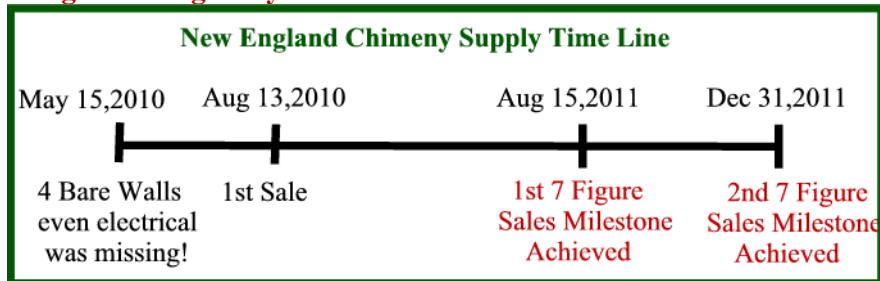 New England Chimeny Supply Time Line
May 15,2010
Aug 13,2010
Aug 15,2011
Dec 31,2011
4 Bare Walls
even electrical
was missing!
1st Sale
1st 7 Figure
Sales Milestone
Achieved
2nd 7 Figure
Sales Milestone
Achieved